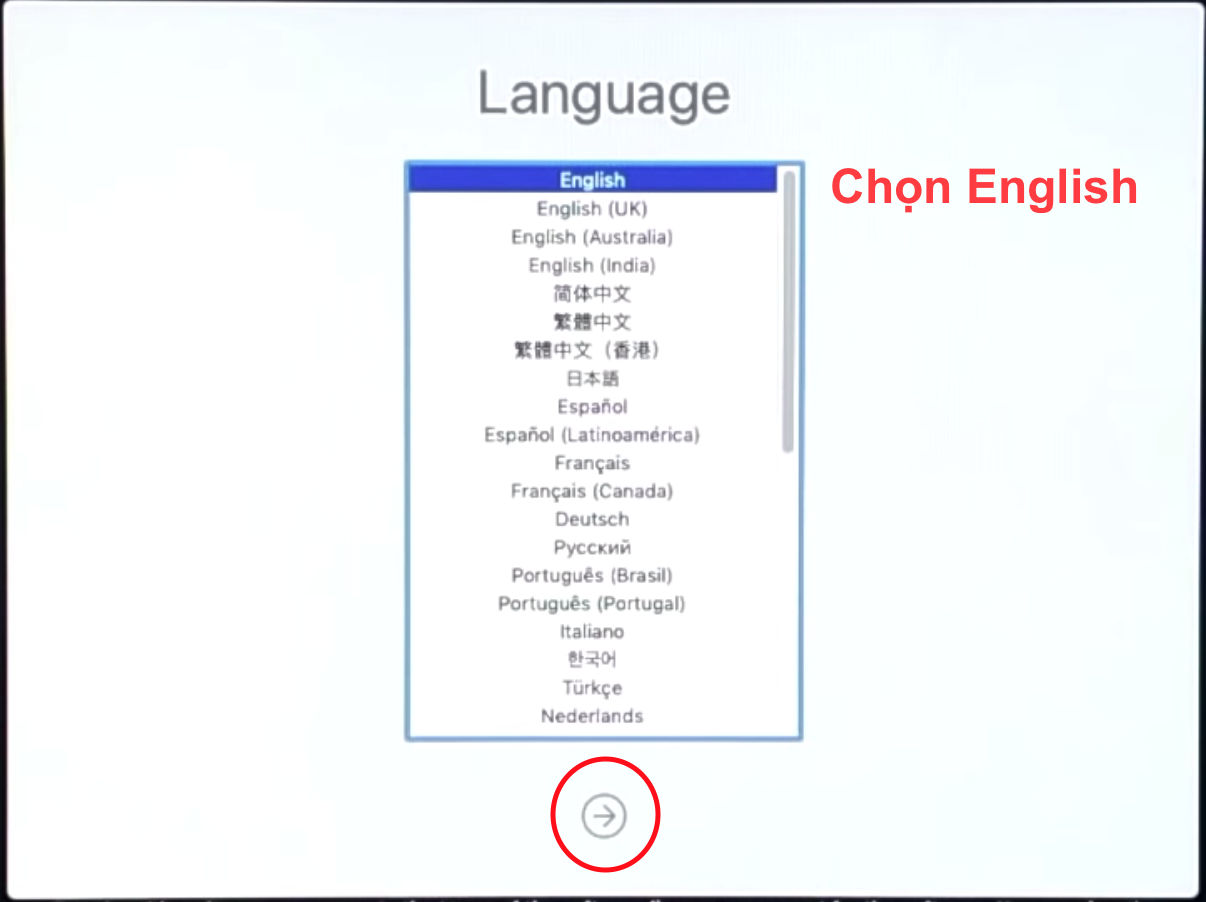 Language
English
Chọn English
English (UK)
English (Australia)
English (India)
简体中文
繁體中文
繁體中文（香港）
日本語
Español
Español (Latinoamérica)
Français
Français (Canada)
Deutsch
Русский
Português (Brasil)
Português (Portugal)
Italiano
한국어
Türkçe
Nederlands